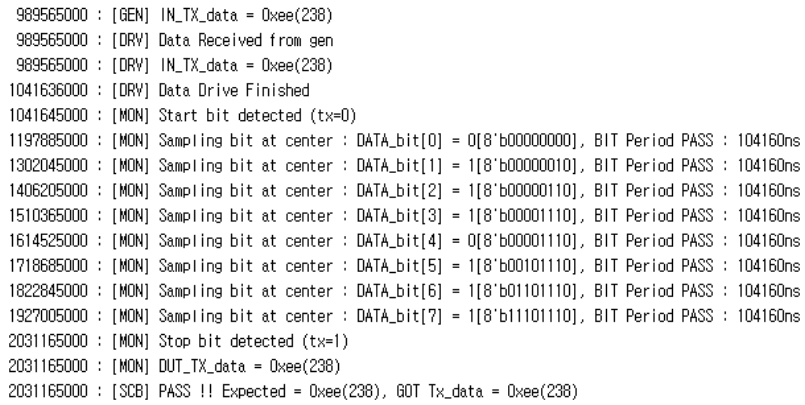 989565000 : [GEN] IN_TX_data = 0xee(238)
989565000 : [DRV] Data Received from gen
989565000 : [DRV] IN_TX_data = 0xee(238)
1041636000 : [DRV] Data Drive Finished
1041645000 : [MON] Start bit detected (tx=0)
1197885000 : [MON] Sampling bit at center : DATA_bit[0] = 0[8'b00000000], BIT Period PASS : 104160ns
1302045000 : [MON] Sampling bit at center : DATA_bit[1] = 1[8'b00000010], BIT Period PASS : 104160ns
1406205000 : [MON] Sampling bit at center : DATA_bit[2] = 1[8'b00000110], BIT Period PASS : 104160ns
1510365000 : [MON] Sampling bit at center : DATA_bit[3] = 1[8'b00001110], BIT Period PASS : 104160ns
1614525000 : [MON] Sampling bit at center : DATA_bit[4] = 0[8'b00001110], BIT Period PASS : 104160ns
1718685000 : [MON] Sampling bit at center : DATA_bit[5] = 1[8'b00101110], BIT Period PASS : 104160ns
1822845000 : [MON] Sampling bit at center : DATA_bit[6] = 1[8'b01101110], BIT Period PASS : 104160ns
1927005000 : [MON] Sampling bit at center : DATA_bit[7] = 1[8'b11101110], BIT Period PASS : 104160ns
2031165000 : [MON] Stop bit detected (tx=1)
2031165000 : [MON] DUT_TX_data = 0xee(238)
2031165000 : [SCB] PASS !! Expected = 0xee(238), GOT Tx_data = 0xee(238)